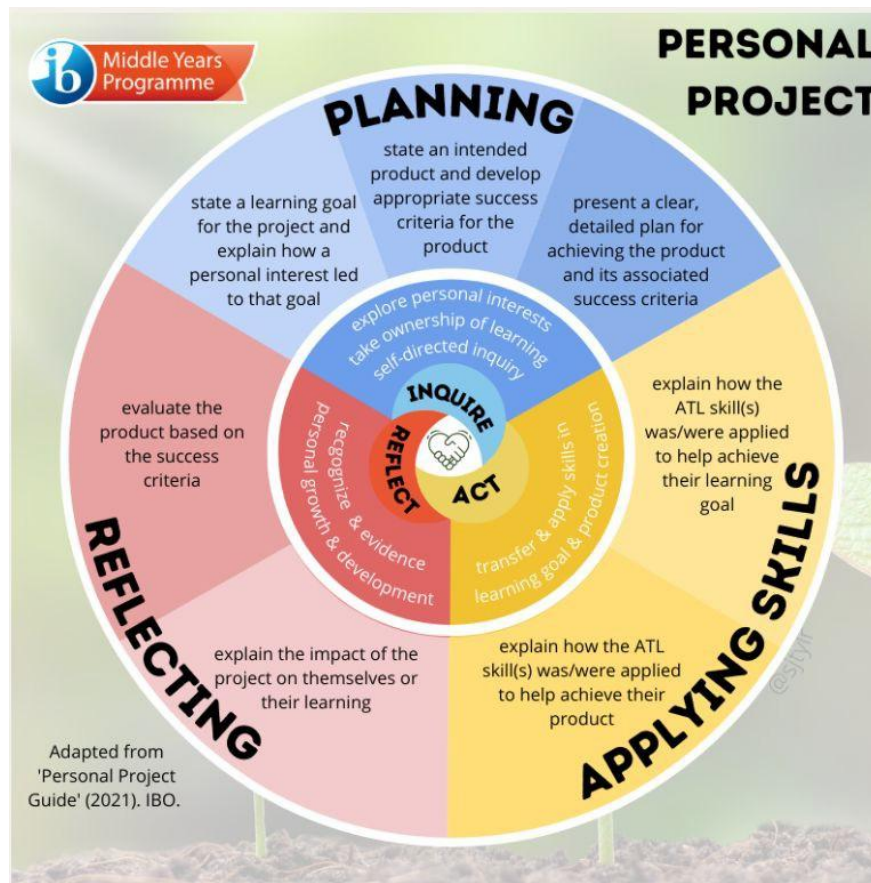 ib Middle Years
Programme
PERSONAL
PROJECT
PLANNING
state a learning goal
for the project and
explain how a
personal interest led
to that goal
state an intended
product and develop
appropriate success
criteria for the
product
present a clear,
detailed plan for
achieving the product
and its associated
success criteria
explore personal interests
take ownership of learning
self-directed inquiry
INQUIRE
REFLECT
ACT
recgognize & evidence
personal growth & development
transfer & apply skills in
learning goal & product creation
evaluate the
product based on
the success
criteria
explain how the
ATL skill(s)
was/were applied
to help achieve
their learning
goal
REFLECTING
APPLYING SKILLS
explain the impact of the
project on themselves or
their learning
explain how the ATL
skill(s) was/were applied
to help achieve their
product
@sjtylr
Adapted from
'Personal Project
Guide' (2021). IBO.